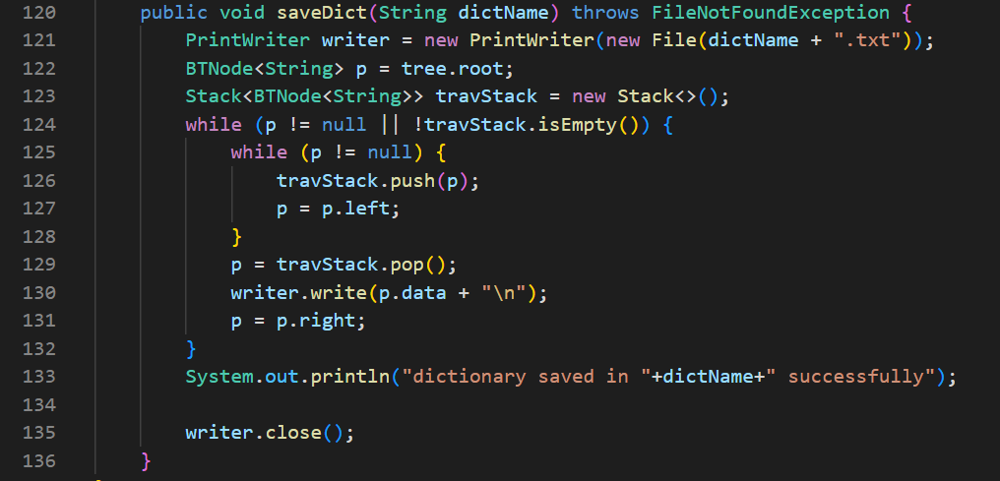 120 public void saveDict(String dictName) throws FileNotFoundException {
121 PrintWriter writer = new PrintWriter(new File(dictName + ".txt"));
122 BTNode<String> p = tree.root;
123 Stack<BTNode<String>> travStack = new Stack<>();
124 while (p != null || !travStack.isEmpty()) {
125 while (p != null) {
126 travStack.push(p);
127 p = p.left;
128 }
129 p = travStack.pop();
130 writer.write(p.data + "\n");
131 p = p.right;
132 }
133 System.out.println("dictionary saved in "+dictName+" successfully");
134
135 writer.close();
136 }